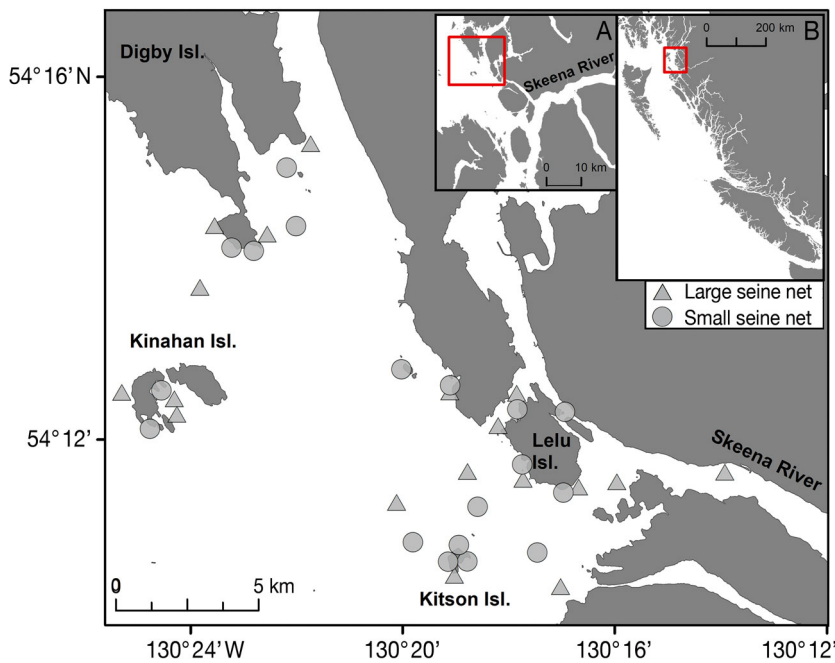 Digby Isl.
54°16'N
A
Skeena River
0 10 km
B
0 200 km
Large seine net
Small seine net
Kinahan Isl.
54°12'
Lelu
Isl.
Skeena River
0 5 km
Kitson Isl.
130°24'W 130°20' 130°16' 130°12'